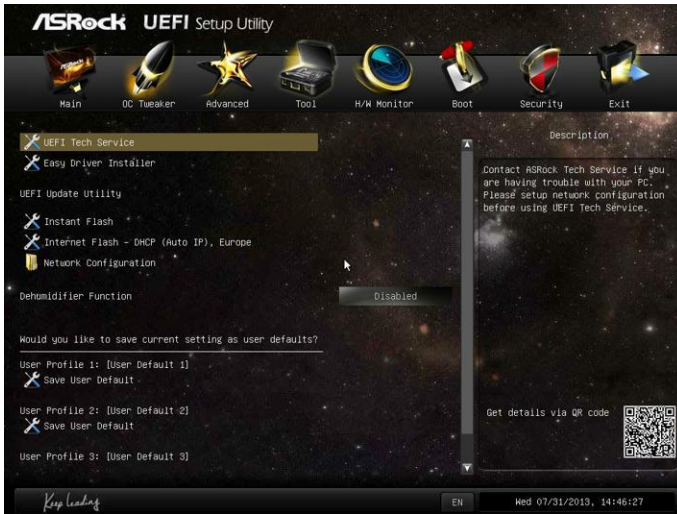 ASRock UEFI Setup Utility
Main OC Tweaker Advanced Tool H/W Monitor Boot Security Exit
UEFI Tech Service
Easy Driver Installer
UEFI Update Utility
Instant Flash
Internet Flash - DHCP (Auto IP), Europe
Network Configuration
Dehumidifier Function Disabled
Would you like to save current setting as user defaults?
User Profile 1: [User Default 1]
Save User Default
User Profile 2: [User Default 2]
Save User Default
User Profile 3: [User Default 3]
Description
Contact ASRock Tech Service if you
are having trouble with your PC.
Please setup network configuration
before using UEFI Tech Service.
Get details via QR code
Keep Leading
EN
Wed 07/31/2013, 14:46:27